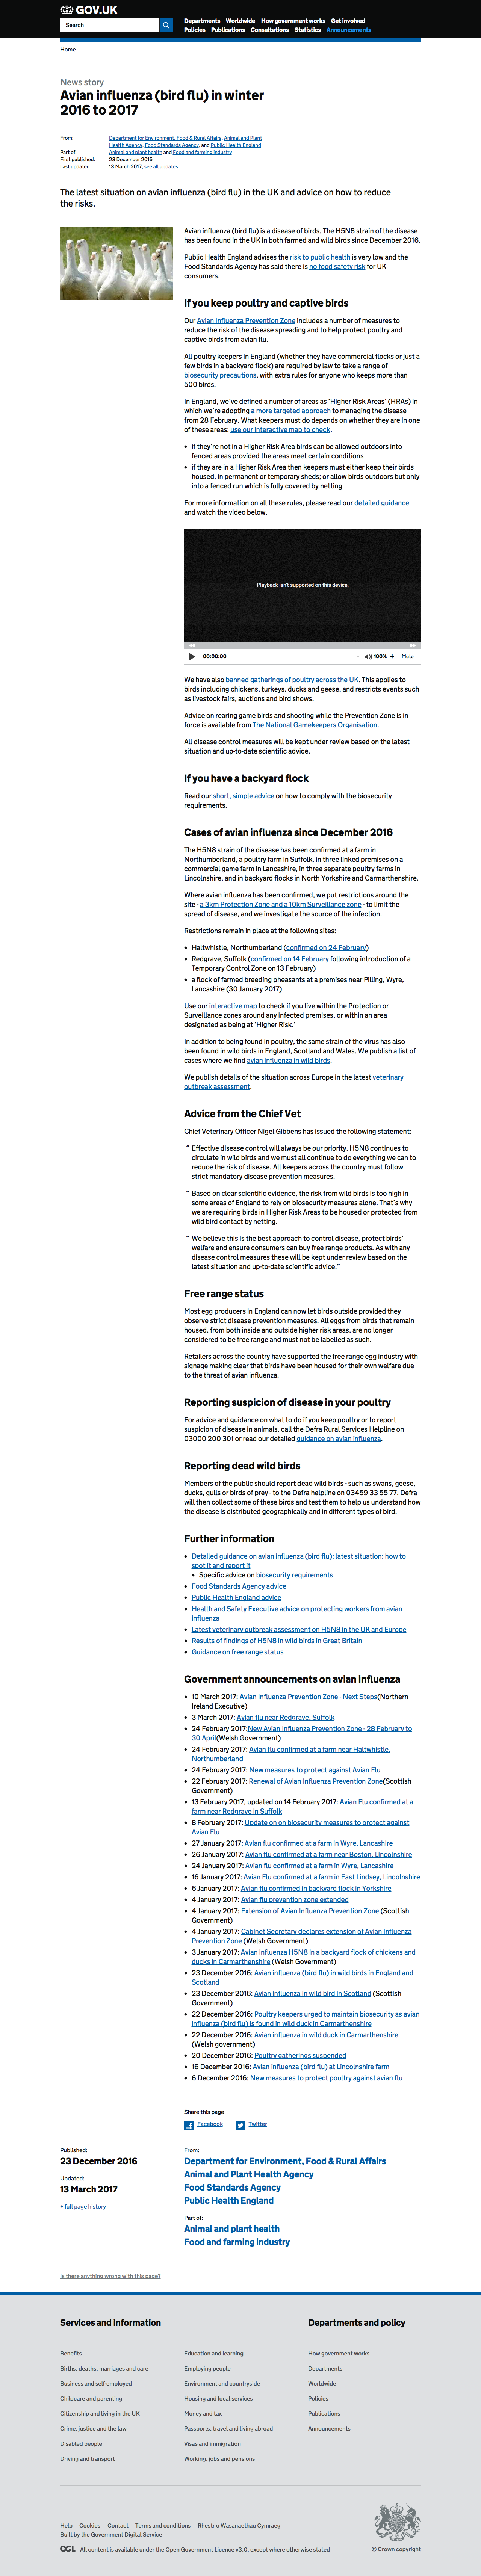 GOV.UK
Search
Departments Worldwide How government works Get involved
Policies Publications Consultations Statistics Announcements
Home
News story
Avian influenza (bird flu) in winter
2016 to 2017
From: Department for Environment, Food & Rural Affairs, Animal and Plant
Health Agency, Food Standards Agency, and Public Health England
Part of: Animal and plant health and Food and farming industry
First published: 23 December 2016
Last updated: 13 March 2017, see all updates
The latest situation on avian influenza (bird flu) in the UK and advice on how to reduce
the risks.
Avian influenza (bird flu) is a disease of birds. The H5N8 strain of the disease
has been found in the UK in both farmed and wild birds since December 2016.
Public Health England advises the risk to public health is very low and the
Food Standards Agency has said there is no food safety risk for UK
consumers.
If you keep poultry and captive birds
Our Avian Influenza Prevention Zone includes a number of measures to
reduce the risk of the disease spreading and to help protect poultry and
captive birds from avian flu.
All poultry keepers in England (whether they have commercial flocks or just a
few birds in a backyard flock) are required by law to take a range of
biosecurity precautions, with extra rules for anyone who keeps more than
500 birds.
In England, we've defined a number of areas as 'Higher Risk Areas' (HRAs) in
which we're adopting a more targeted approach to managing the disease
from 28 February. What keepers must do depends on whether they are in one
of these areas: use our interactive map to check.
• if they're not in a Higher Risk Area birds can be allowed outdoors into
fenced areas provided the areas meet certain conditions
• if they are in a Higher Risk Area then keepers must either keep their birds
housed, in permanent or temporary sheds; or allow birds outdoors but only
into a fenced run which is fully covered by netting
For more information on all these rules, please read our detailed guidance
and watch the video below.
Playback isn't supported on this device.
00:00:00 - 100% + Mute
We have also banned gatherings of poultry across the UK. This applies to
birds including chickens, turkeys, ducks and geese, and restricts events such
as livestock fairs, auctions and bird shows.
Advice on rearing game birds and shooting while the Prevention Zone is in
force is available from The National Gamekeepers Organisation.
All disease control measures will be kept under review based on the latest
situation and up-to-date scientific advice.
If you have a backyard flock
Read our short, simple advice on how to comply with the biosecurity
requirements.
Cases of avian influenza since December 2016
The H5N8 strain of the disease has been confirmed at a farm in
Northumberland, a poultry farm in Suffolk, in three linked premises on a
commercial game farm in Lancashire, in three separate poultry farms in
Lincolnshire, and in backyard flocks in North Yorkshire and Carmarthenshire.
Where avian influenza has been confirmed, we put restrictions around the
site - a 3km Protection Zone and a 10km Surveillance zone - to limit the
spread of disease, and we investigate the source of the infection.
Restrictions remain in place at the following sites:
• Haltwhistle, Northumberland (confirmed on 24 February)
• Redgrave, Suffolk (confirmed on 14 February following introduction of a
Temporary Control Zone on 13 February)
• a flock of farmed breeding pheasants at a premises near Pilling, Wyre,
Lancashire (30 January 2017)
Use our interactive map to check if you live within the Protection or
Surveillance zones around any infected premises, or within an area
designated as being at 'Higher Risk.'
In addition to being found in poultry, the same strain of the virus has also
been found in wild birds in England, Scotland and Wales. We publish a list of
cases where we find avian influenza in wild birds.
We publish details of the situation across Europe in the latest veterinary
outbreak assessment.
Advice from the Chief Vet
Chief Veterinary Officer Nigel Gibbens has issued the following statement:
" Effective disease control will always be our priority. H5N8 continues to
circulate in wild birds and we must all continue to do everything we can to
reduce the threat. All keepers across the country must follow
strict mandatory disease prevention measures.
" Based on clear scientific evidence, the risk from wild birds is too high in
some areas of England to rely on biosecurity measures alone. That's why
we are requiring birds in Higher Risk Areas to be housed or protected from
wild bird contact by netting.
" We believe this is the best approach to control disease, protect birds'
welfare and ensure consumers can buy free range products. As with any
disease control measures these will be kept under review based on the
latest situation and up-to-date scientific advice."
Free range status
Most egg producers in England can now let birds outside provided they
observe strict disease prevention measures. All eggs from birds that remain
housed, from both inside and outside higher risk areas, are no longer
considered to be free range and must not be labelled as such.
Retailers across the country have supported the free range egg industry with
signage making clear that birds have been housed for their own welfare due
to the threat of avian influenza.
Reporting suspicion of disease in your poultry
For advice and guidance on what to do if you keep poultry or to report
suspicion of disease in animals, call the Defra Rural Services Helpline on
03000 200 301 or read our detailed guidance on avian influenza.
Reporting dead wild birds
Members of the public should report dead wild birds - such as swans, geese,
ducks, gulls or birds of prey - to the Defra helpline on 03459 33 55 77. Defra
will then collect some of these birds and test them to help us understand how
the disease is distributed geographically and in different types of bird.
Further information
• Detailed guidance on avian influenza (bird flu): latest situation; how to
spot it and report it
• Specific advice on biosecurity requirements
• Food Standards Agency advice
• Public Health England advice
• Health and Safety Executive advice on protecting workers from avian
influenza
• Latest veterinary outbreak assessment on H5N8 in the UK and Europe
• Results of findings of H5N8 in wild birds in Great Britain
• Guidance on free range status
Government announcements on avian influenza
• 10 March 2017: Avian Influenza Prevention Zone - Next Steps(Northern
Ireland Executive)
• 3 March 2017: Avian flu near Redgrave, Suffolk
• 24 February 2017:New Avian Influenza Prevention Zone - 28 February to
30 April(Welsh Government)
• 24 February 2017: Avian flu confirmed at a farm near Haltwhistle,
Northumberland
• 24 February 2017: New measures to protect against Avian Flu
• 22 February 2017: Renewal of Avian Influenza Prevention Zone(Scottish
Government)
• 13 February 2017, updated on 14 February 2017: Avian Flu confirmed at a
farm near Redgrave in Suffolk
• 8 February 2017: Update on on biosecurity measures to protect against
Avian Flu
• 27 January 2017: Avian flu confirmed at a farm in Wyre, Lancashire
• 26 January 2017: Avian flu confirmed at a farm near Boston, Lincolnshire
• 24 January 2017: Avian flu confirmed at a farm in Wyre, Lancashire
• 16 January 2017: Avian Flu confirmed at a farm in East Lindsey, Lincolnshire
• 6 January 2017: Avian flu confirmed in backyard flock in Yorkshire
• 4 January 2017: Avian flu prevention zone extended
• 4 January 2017: Extension of Avian Influenza Prevention Zone (Scottish
Government)
• 4 January 2017: Cabinet Secretary declares extension of Avian Influenza
Prevention Zone (Welsh Government)
• 3 January 2017: Avian influenza H5N8 in a backyard flock of chickens and
ducks in Carmarthenshire (Welsh Government)
• 23 December 2016: Avian influenza (bird flu) in wild birds in England and
Scotland
• 23 December 2016: Avian influenza in wild bird in Scotland (Scottish
Government)
• 22 December 2016: Poultry keepers urged to maintain biosecurity as avian
influenza (bird flu) is found in wild duck in Carmarthenshire
• 22 December 2016: Avian influenza in wild duck in Carmarthenshire
(Welsh government)
• 20 December 2016: Poultry gatherings suspended
• 16 December 2016: Avian influenza (bird flu) at Lincolnshire farm
• 6 December 2016: New measures to protect poultry against avian flu
Share this page
Facebook Twitter
Published:
23 December 2016
Updated:
13 March 2017
+ full page history
From:
Department for Environment, Food & Rural Affairs
Animal and Plant Health Agency
Food Standards Agency
Public Health England
Part of:
Animal and plant health
Food and farming industry
Is there anything wrong with this page?
Services and information
Benefits
Births, deaths, marriages and care
Business and self-employed
Childcare and parenting
Citizenship and living in the UK
Crime, justice and the law
Disabled people
Driving and transport
Education and learning
Employing people
Environment and countryside
Housing and local services
Money and tax
Passports, travel and living abroad
Visas and immigration
Working, jobs and pensions
Departments and policy
How government works
Departments
Worldwide
Policies
Publications
Announcements
Help Cookies Contact Terms and conditions Rhestr o Wasanaethau Cymraeg
Built by the Government Digital Service
OGL All content is available under the Open Government Licence v3.0, except where otherwise stated
© Crown copyright